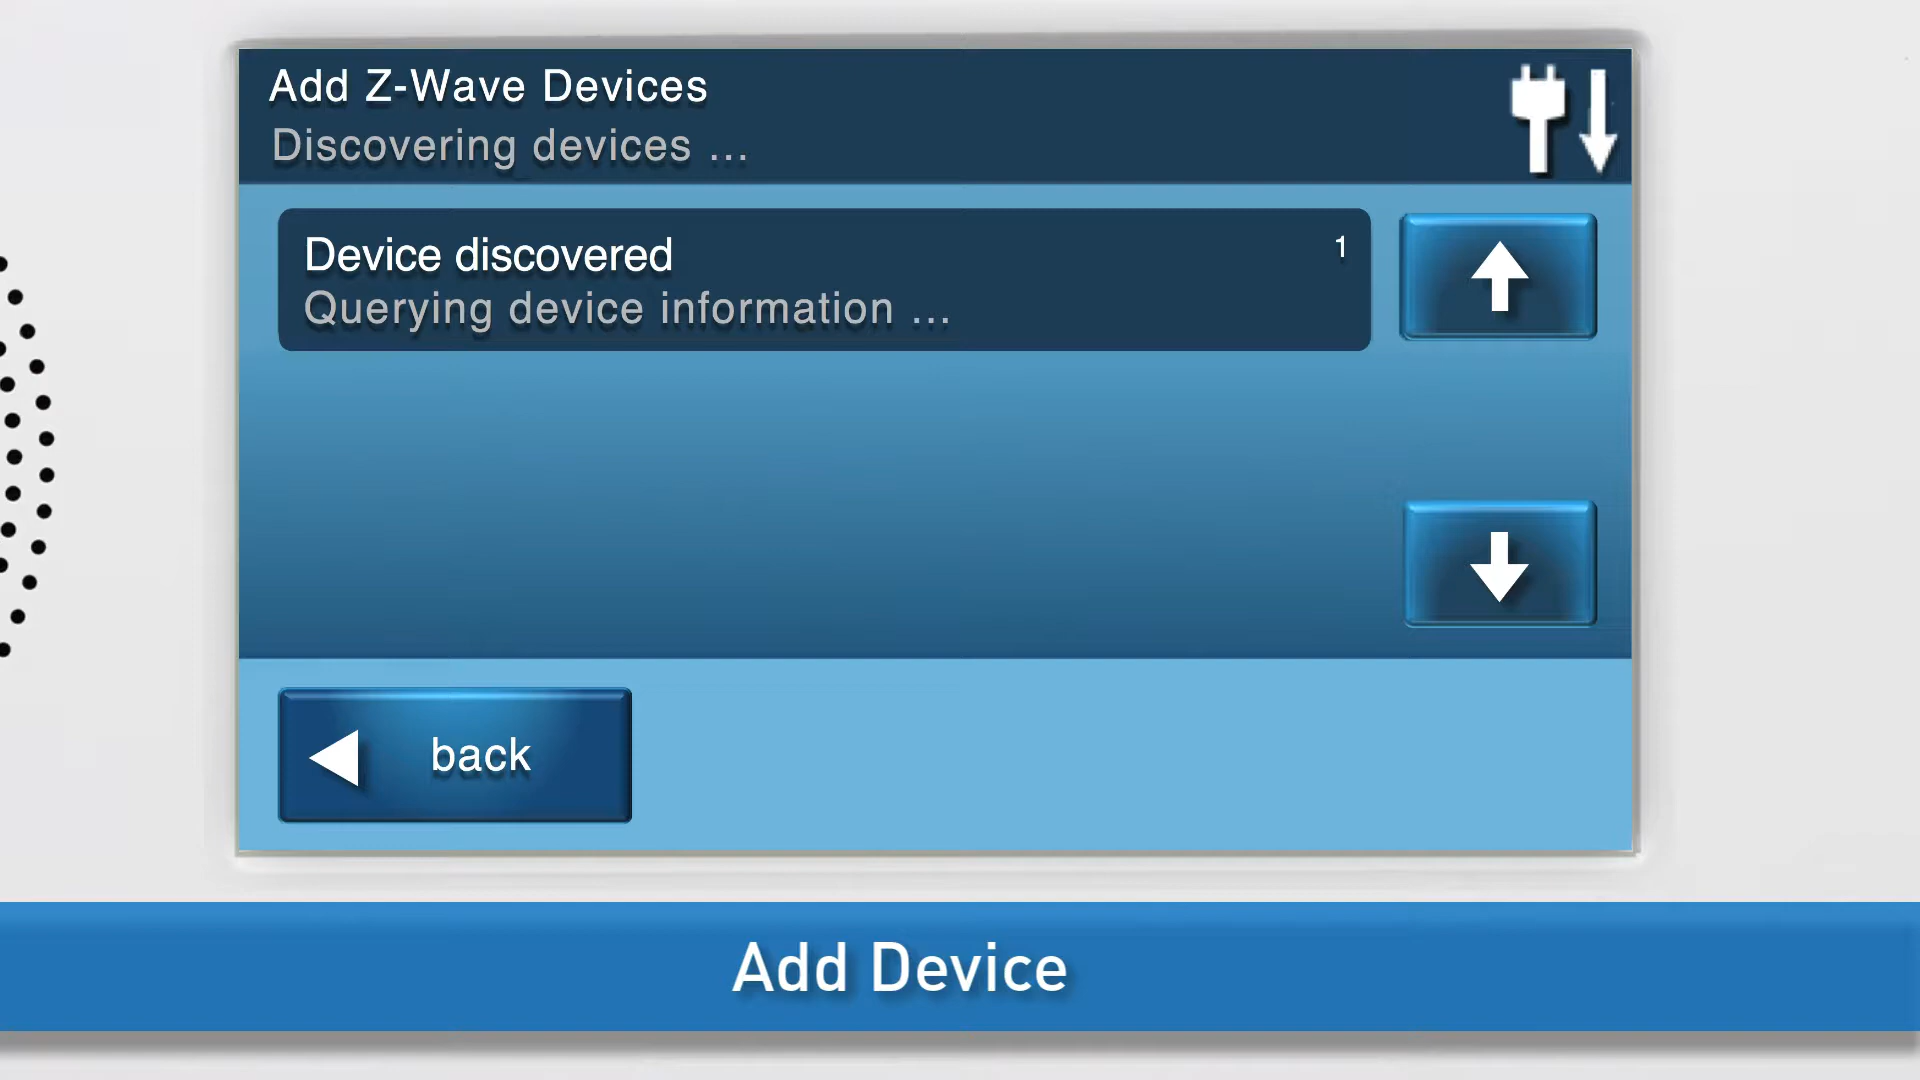 Add Z-Wave Devices
Discovering devices ...
Device discovered 1
Querying device information ...
back
Add Device